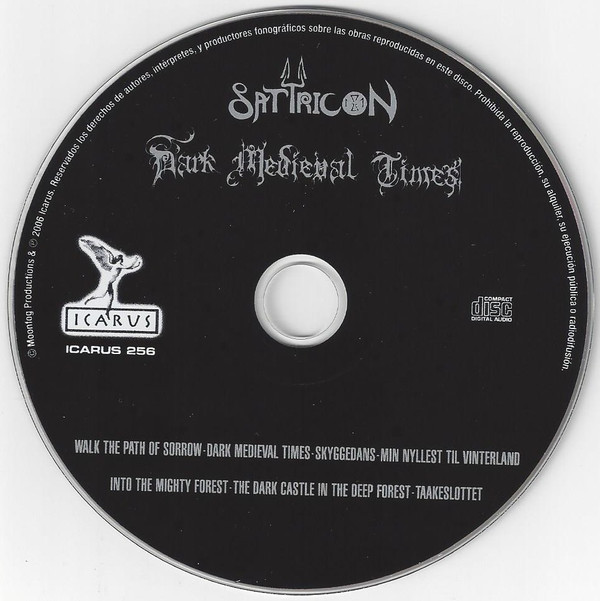 © Moontog Productions & ℗ 2006 Icarus. Reservados los derechos de autores, intérpretes, y productores fonográficos sobre las obras reproducidas en este disco. Prohibida la reproducción, su alquiler, su ejecución pública o radiodifusión.
SATYRICON
Dark Medieval Times
ICARUS
ICARUS 256
COMPACT
disc
DIGITAL AUDIO
WALK THE PATH OF SORROW-DARK MEDIEVAL TIMES-SKYGGEDANS-MIN NYLLEST TIL VINTERLAND
INTO THE MIGHTY FOREST-THE DARK CASTLE IN THE DEEP FOREST-TAAKESLOTTET